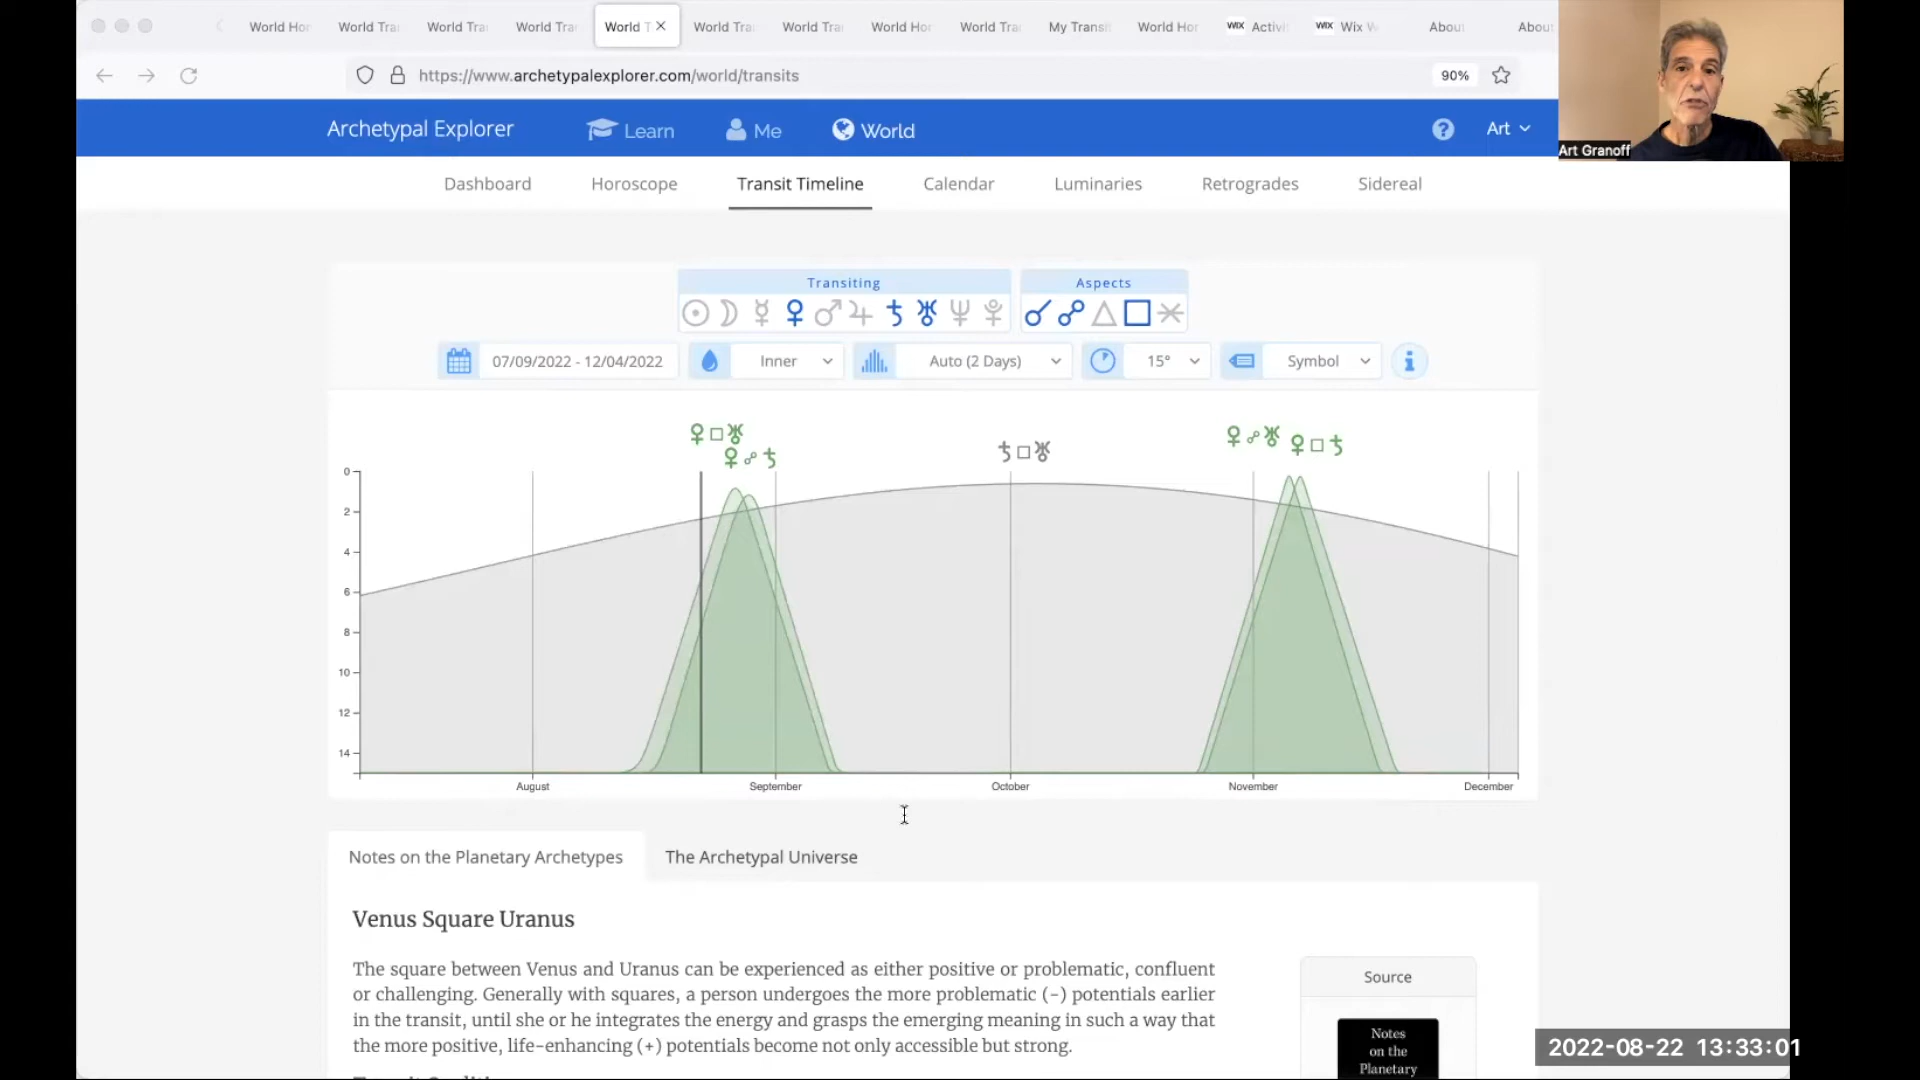 World Hor
World Tra
World Tra
World Tra
World T
World Tra
World Tra
World Hor
World Tra
My Transit
World Hor
WIX Activi
WIX Wix W
About
About
https://www.archetypalexplorer.com/world/transits
90%
Archetypal Explorer
Learn
Me
World
?
Art
Art Granoff
Dashboard
Horoscope
Transit Timeline
Calendar
Luminaries
Retrogrades
Sidereal
Transiting
Aspects
☉ ☽ ☿ ♀ ♂ ♃ ♄ ♅ ♆ ♇
☌ ☍ △ □ ⚹
07/09/2022 - 12/04/2022
Inner
Auto (2 Days)
15°
Symbol
i
♀□♅
♀☍♄
♄□♅
♀☍♅
♀□♄
0
2
4
6
8
10
12
14
August
September
October
November
December
Notes on the Planetary Archetypes
The Archetypal Universe
Venus Square Uranus
The square between Venus and Uranus can be experienced as either positive or problematic, confluent
or challenging. Generally with squares, a person undergoes the more problematic (-) potentials earlier
in the transit, until she or he integrates the energy and grasps the emerging meaning in such a way that
the more positive, life-enhancing (+) potentials become not only accessible but strong.
Source
Notes
on the
Planetary
2022-08-22 13:33:01